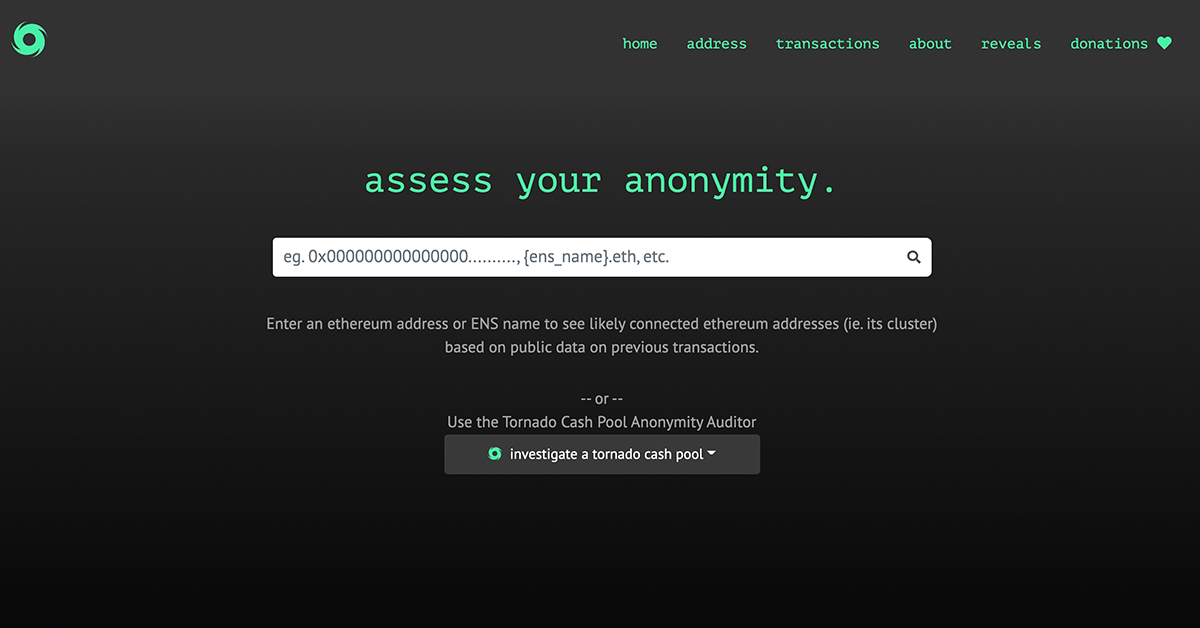 home address transactions about reveals donations
assess your anonymity.
eg. 0x000000000000000.........., {ens_name}.eth, etc.
Enter an ethereum address or ENS name to see likely connected ethereum addresses (ie. its cluster)
based on public data on previous transactions.
-- or --
Use the Tornado Cash Pool Anonymity Auditor
investigate a tornado cash pool